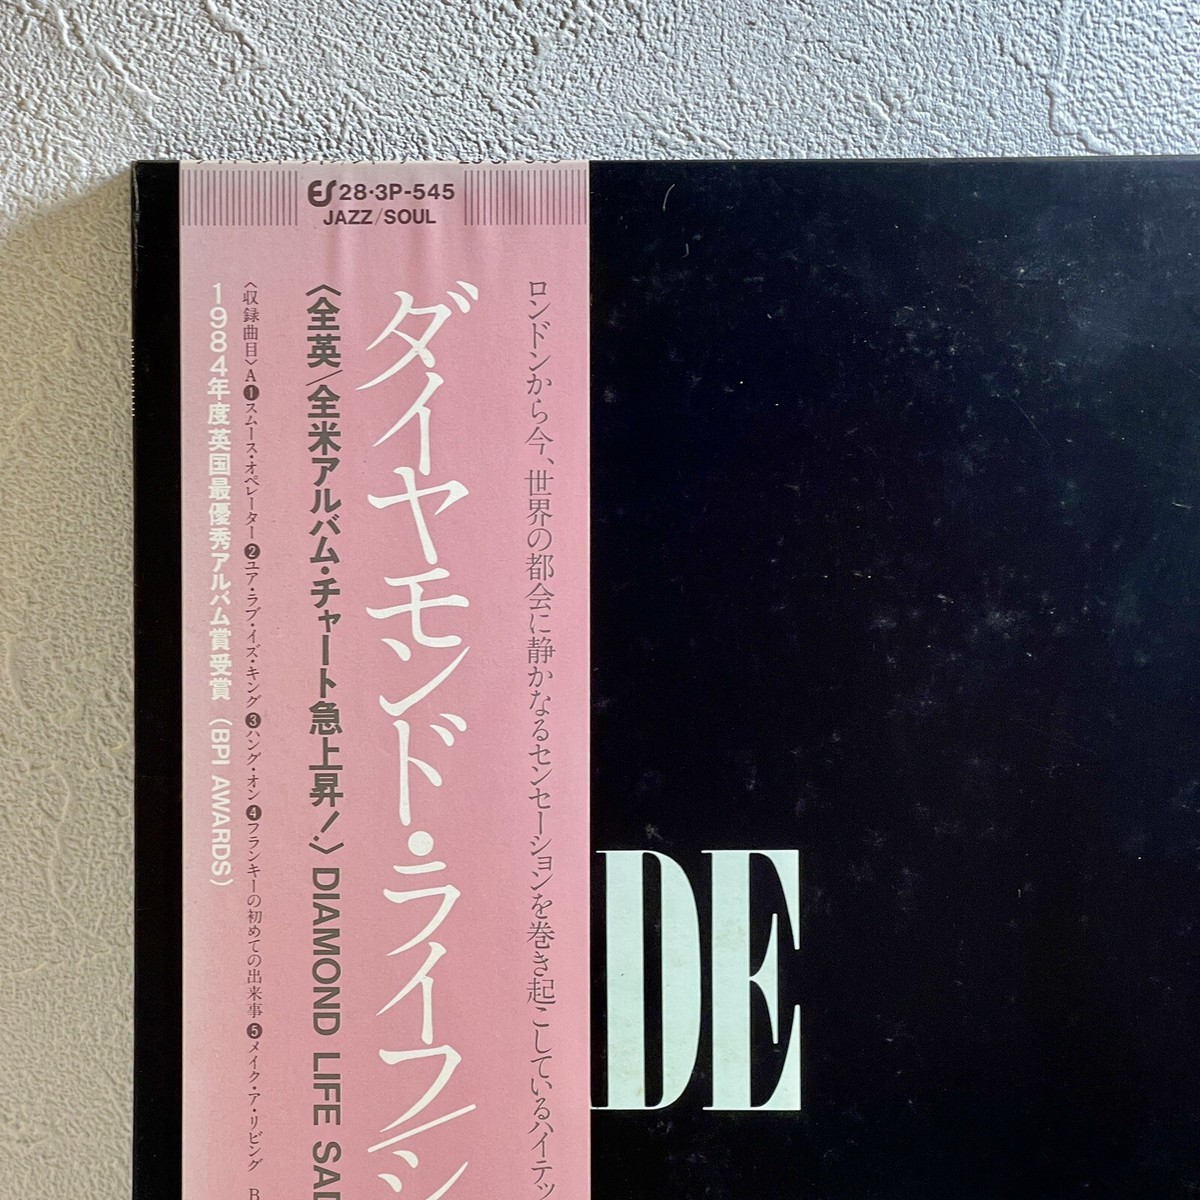 ES 28・3P-545
JAZZ/SOUL
ロンドンから今、世界の都会に静かなるセンセーションを巻き起こしているハイテッ
ダイヤモンド・ライフ/シ
〈全英/全米アルバム・チャート急上昇!〉DIAMOND LIFE SAD
〈収録曲目〉A❶スムース・オペレーター❷ユア・ラブ・イズ・キング❸ハング・オン❹フランキーの初めての出来事❺メイク・ア・リビング B
1984年度英国最優秀アルバム賞受賞(BPI AWARDS)
DE